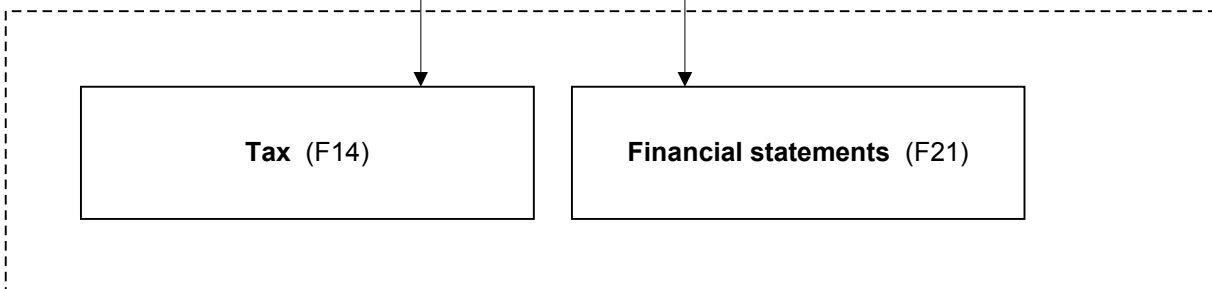 Tax (F14)
Financial statements (F21)